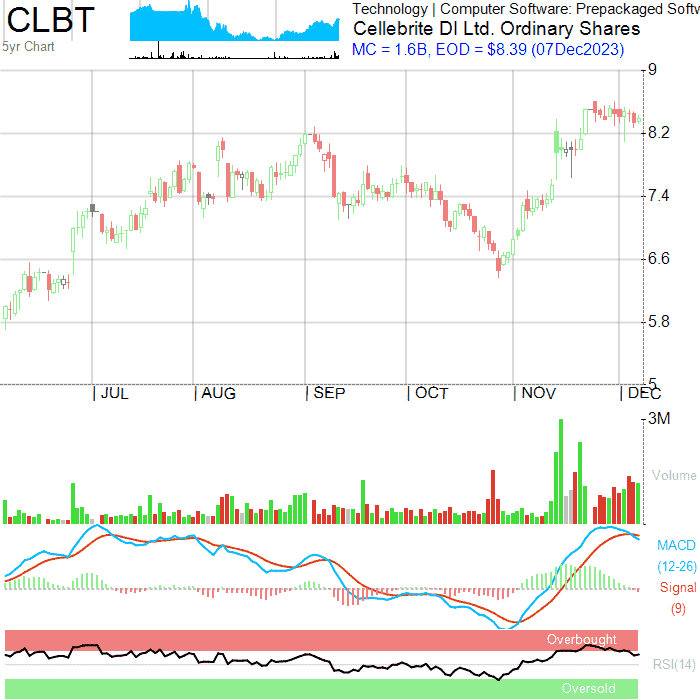 CLBT
5yr Chart
Technology | Computer Software: Prepackaged Softw
Cellebrite DI Ltd. Ordinary Shares
MC = 1.6B, EOD = $8.39 (07Dec2023)
9
8.2
7.4
6.6
5.8
5
| JUL | AUG | SEP | OCT | NOV | DEC
3M
Volume
MACD
(12-26)
Signal
(9)
Overbought
RSI(14)
Oversold